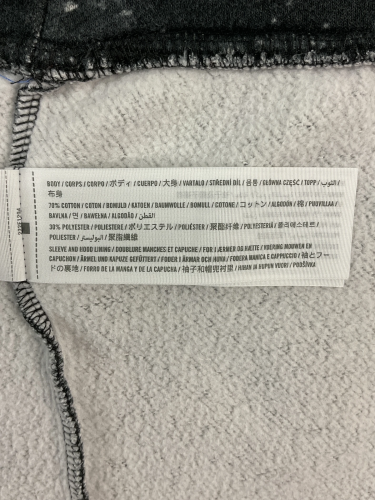 BODY / CORPS / CORPO / ボディ / CUERPO / 大身 / VARTALO / STŘEDNÍ DÍL / 몸통 / GŁÓWNA CZĘŚĆ / TOPP / الثوب /
布身
70% COTTON / COTON / BOMULD / KATOEN / BAUMWOLLE / BOMULL / COTONE / コットン / ALGODÓN / 棉 / PUUVILLAA /
BAVLNA / 면 / BAWEŁNA / ALGODÃO / القطن /
30% POLYESTER / POLIESTERE / ポリエステル / POLIÉSTER / 聚酯纤维 / POLYESTERIÄ / 폴리에스테르 /
POLIESTER / البوليستر / 聚脂纖維
SLEEVE AND HOOD LINING / DOUBLURE MANCHES ET CAPUCHE / FOR I ÆRMER OG HÆTTE / VOERING MOUWEN EN
CAPUCHON / ÄRMEL UND KAPUZE GEFÜTTERT / FODER I ÄRMAR OCH HUVA / FODERA MANICA E CAPPUCCIO / 袖とフー
ドの裏地 / FORRO DE LA MANGA Y DE LA CAPUCHA / 袖子和帽兜衬里 / HIHAN JA HUPUN VUORI / PODŠÍVKA